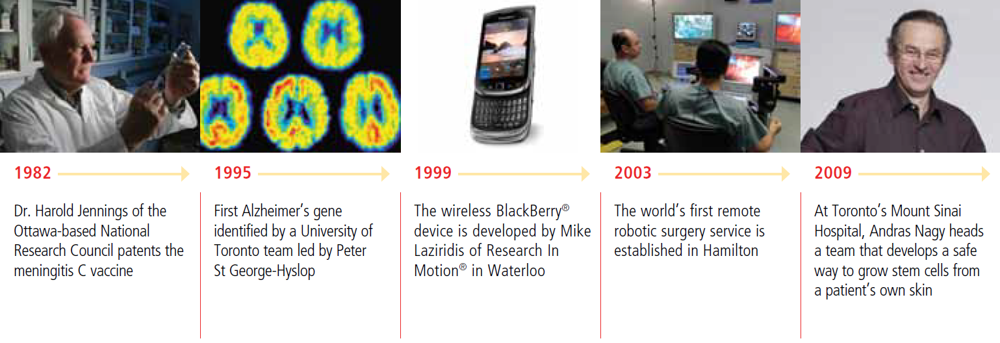 1982
Dr. Harold Jennings of the
Ottawa-based National
Research Council patents the
meningitis C vaccine
1995
First Alzheimer's gene
identified by a University of
Toronto team led by Peter
St George-Hyslop
1999
The wireless BlackBerry®
device is developed by Mike
Laziridis of Research In
Motion® in Waterloo
2003
The world's first remote
robotic surgery service is
established in Hamilton
2009
At Toronto's Mount Sinai
Hospital, Andras Nagy heads
a team that develops a safe
way to grow stem cells from
a patient's own skin